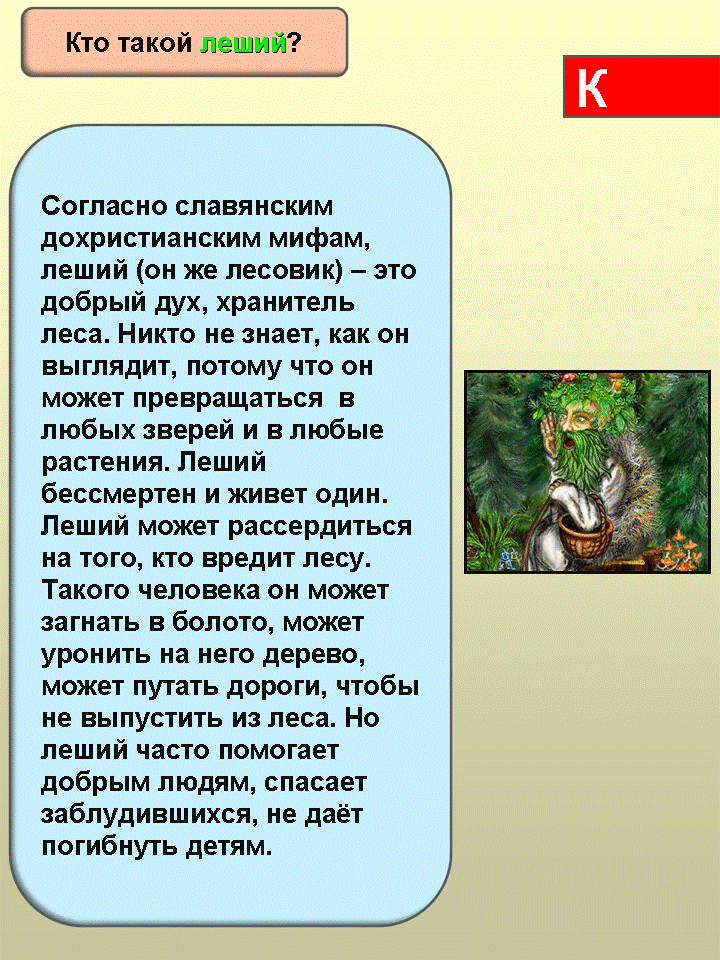 Кто такой леший?
К
Согласно славянским
дохристианским мифам,
леший (он же лесовик) – это
добрый дух, хранитель
леса. Никто не знает, как он
выглядит, потому что он
может превращаться  в
любых зверей и в любые
растения. Леший
бессмертен и живет один.
Леший может рассердиться
на того, кто вредит лесу.
Такого человека он может
загнать в болото, может
уронить на него дерево,
может путать дороги, чтобы
не выпустить из леса. Но
леший часто помогает
добрым людям, спасает
заблудившихся, не даёт
погибнуть детям.